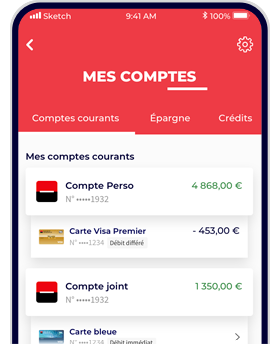 Sketch 9:41 AM 100%
MES COMPTES
Comptes courants Épargne Crédits
Mes comptes courants
Compte Perso 4 868,00 €
N° •••••1932
Carte Visa Premier - 453,00 €
N° ••••1234 Débit différé
Compte joint 1 350,00 €
N° •••••1932
Carte bleue
N° ••••1234 Débit immédiat